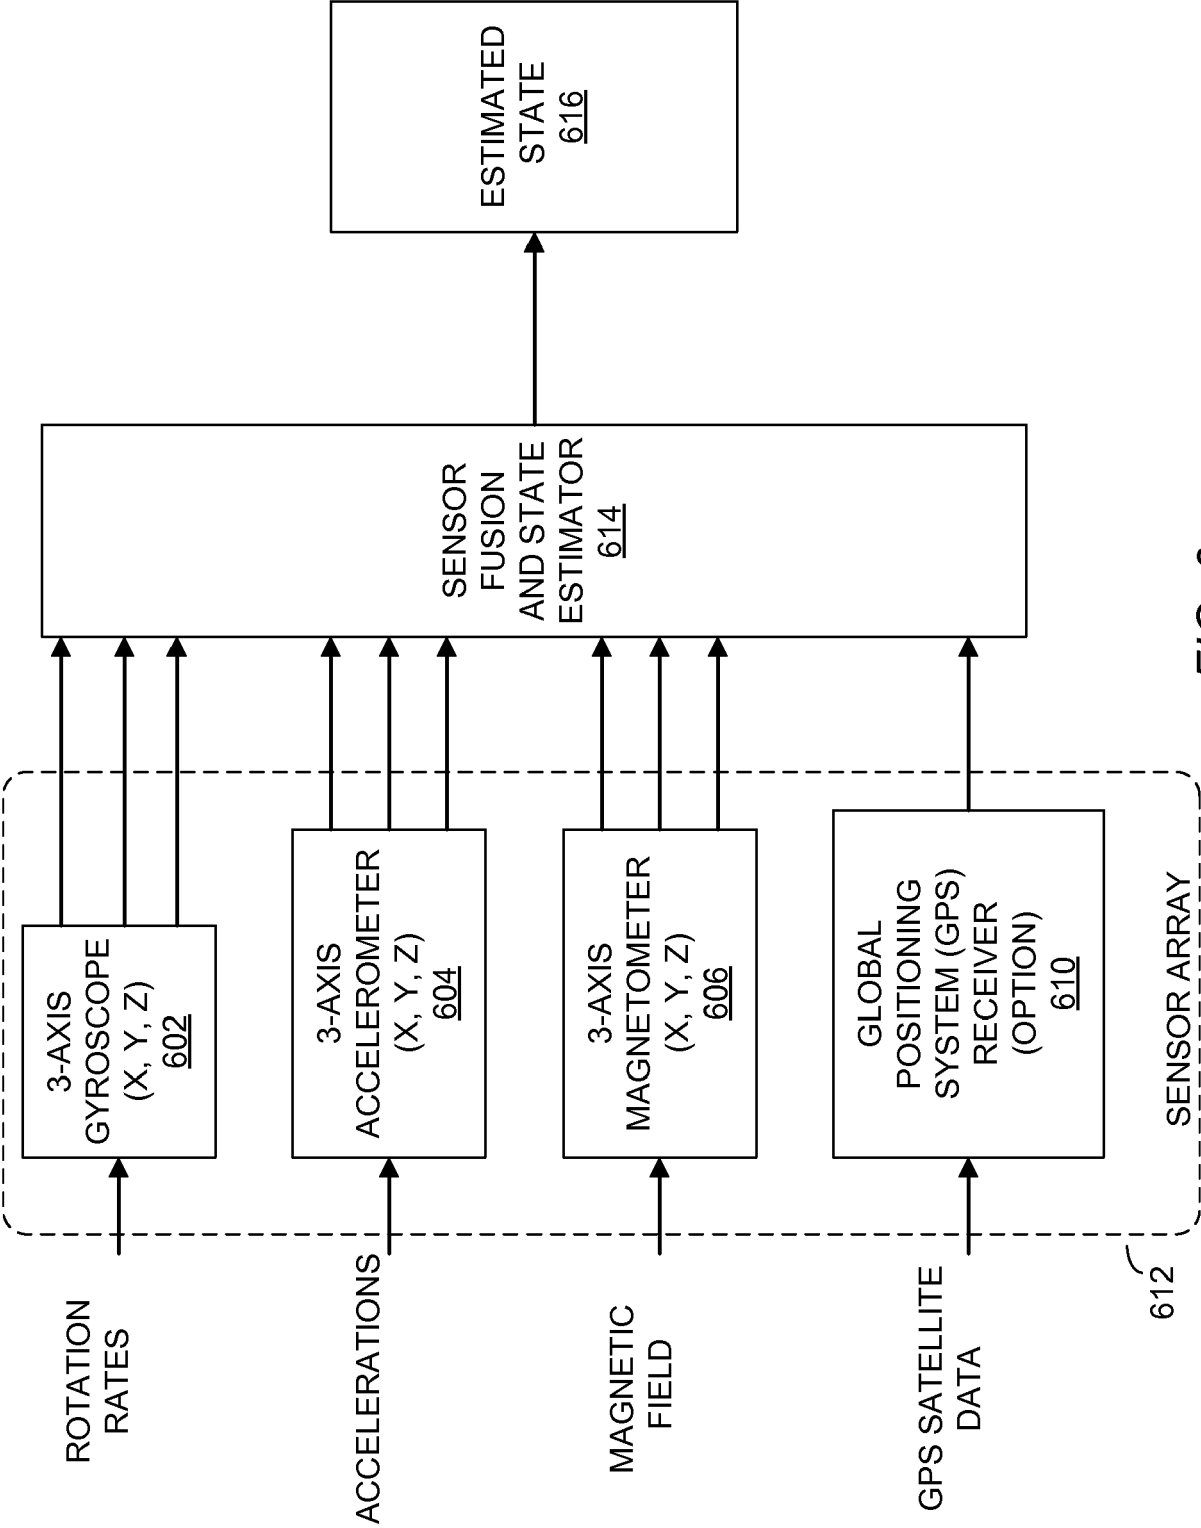 ROTATION
RATES
3-AXIS
GYROSCOPE
(X, Y, Z)
602
ACCELERATIONS
3-AXIS
ACCELEROMETER
(X, Y, Z)
604
MAGNETIC
FIELD
3-AXIS
MAGNETOMETER
(X, Y, Z)
606
GPS SATELLITE
DATA
GLOBAL
POSITIONING
SYSTEM (GPS)
RECEIVER
(OPTION)
610
612
SENSOR ARRAY
SENSOR
FUSION
AND STATE
ESTIMATOR
614
ESTIMATED
STATE
616